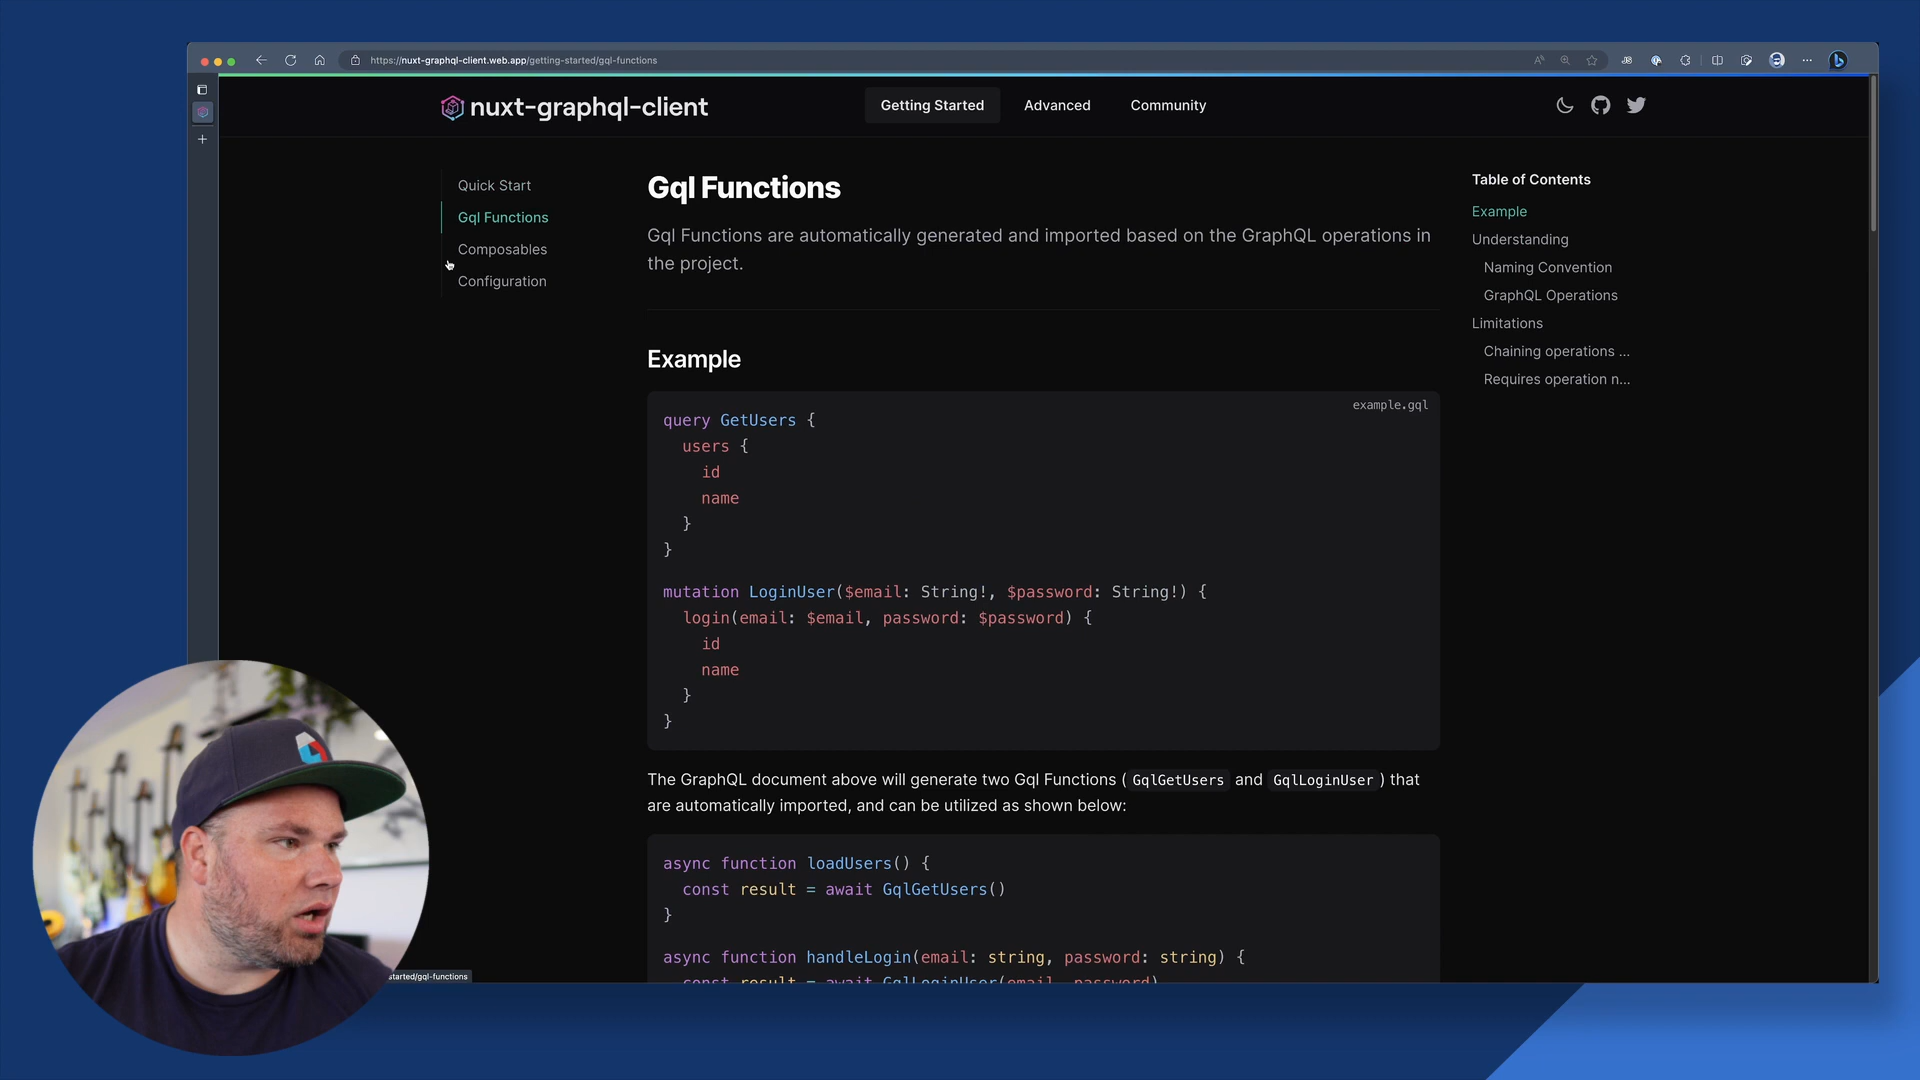 https://nuxt-graphql-client.web.app/getting-started/gql-functions
nuxt-graphql-client
Getting Started
Advanced
Community
Quick Start
Gql Functions
Composables
Configuration
Gql Functions
Gql Functions are automatically generated and imported based on the GraphQL operations in
the project.
Example
example.gql
query GetUsers {
users {
id
name
}
}
mutation LoginUser($email: String!, $password: String!) {
login(email: $email, password: $password) {
id
name
}
}
The GraphQL document above will generate two Gql Functions ( GqlGetUsers and GqlLoginUser ) that
are automatically imported, and can be utilized as shown below:
async function loadUsers() {
const result = await GqlGetUsers()
}
async function handleLogin(email: string, password: string) {
const result = await GqlLoginUser(email, password)
Table of Contents
Example
Understanding
Naming Convention
GraphQL Operations
Limitations
Chaining operations ...
Requires operation n...
started/gql-functions